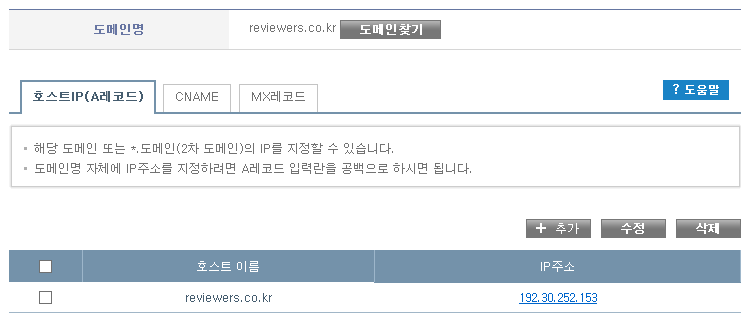 도메인명 reviewers.co.kr 도메인찾기
호스트IP(A레코드) CNAME MX레코드 ? 도움말
• 해당 도메인 또는 *.도메인(2차 도메인)의 IP를 지정할 수 있습니다.
• 도메인명 자체에 IP주소를 지정하려면 A레코드 입력란을 공백으로 하시면 됩니다.
+ 추가 수정 삭제
호스트 이름 IP주소
reviewers.co.kr 192.30.252.153